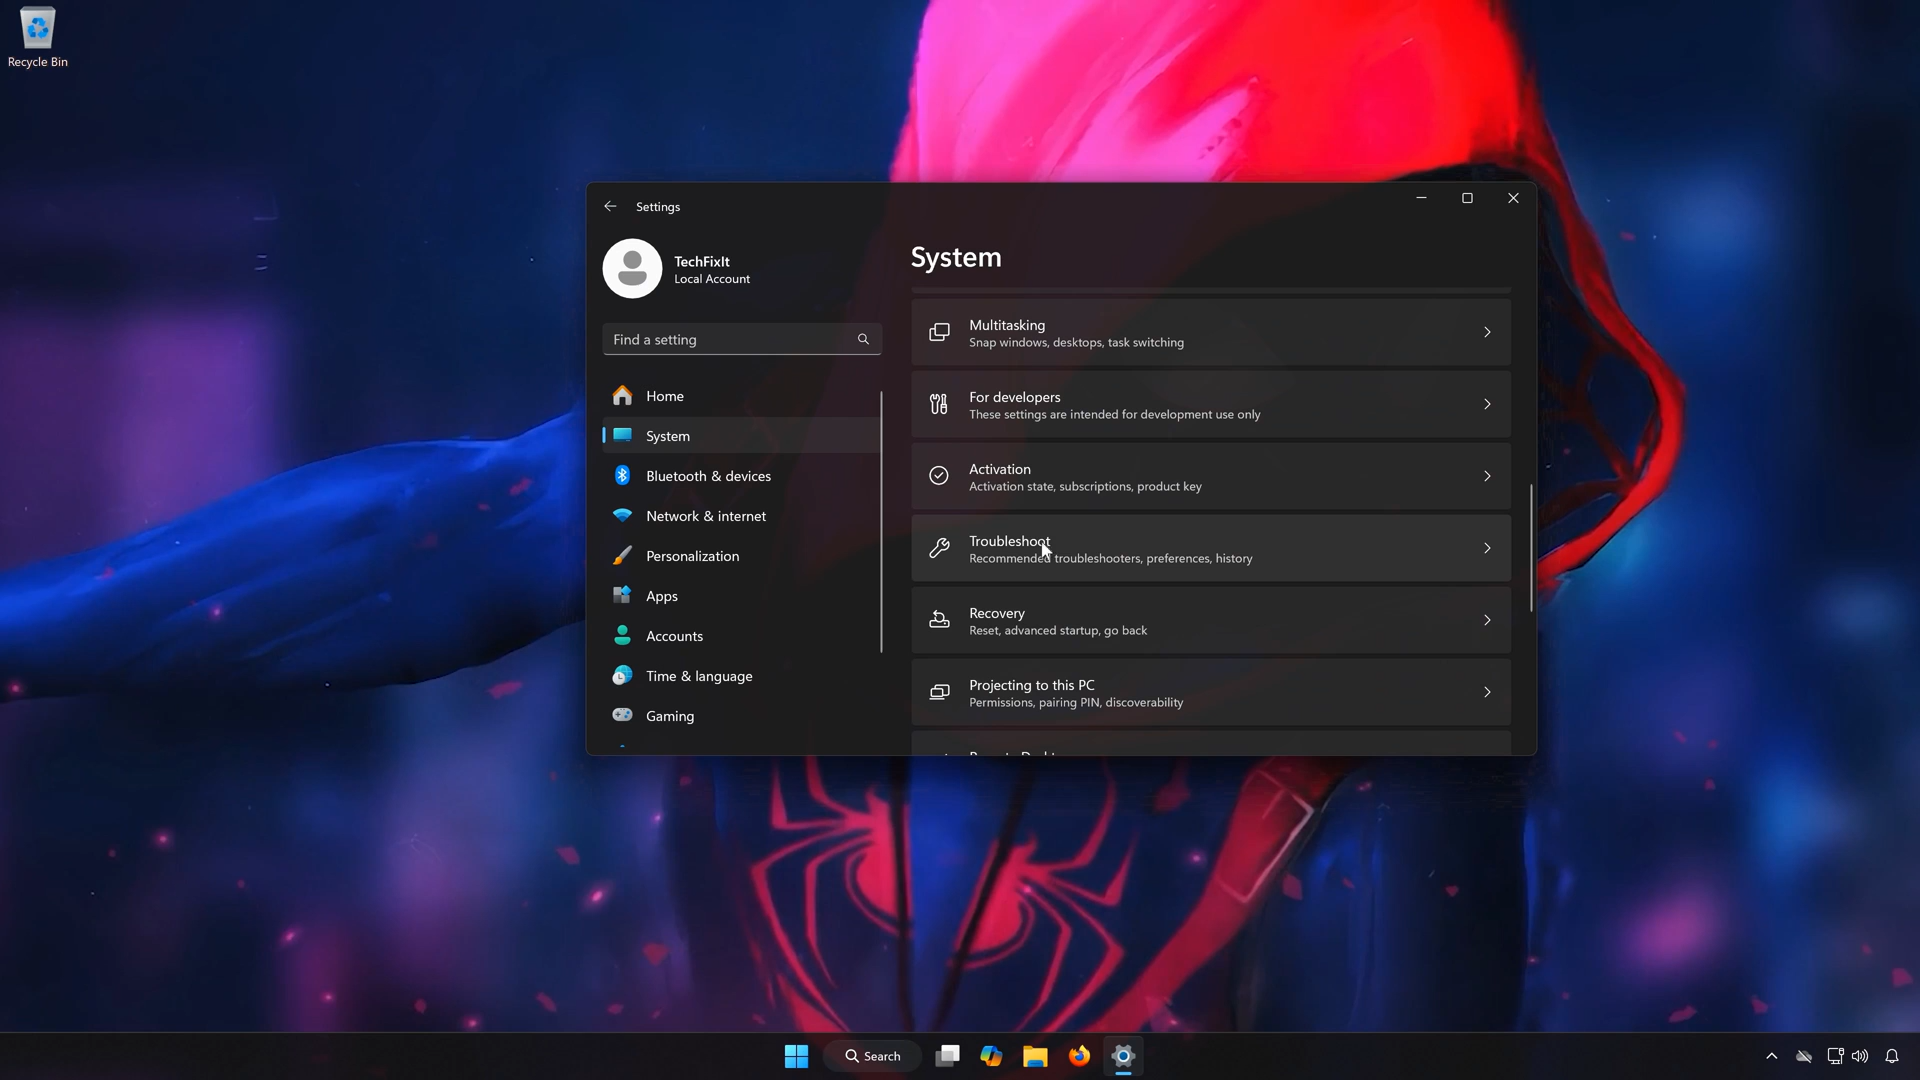 Recycle Bin
Settings
TechFixIt
Local Account
Find a setting
Home
System
Bluetooth & devices
Network & internet
Personalization
Apps
Accounts
Time & language
Gaming
System
Multitasking
Snap windows, desktops, task switching
For developers
These settings are intended for development use only
Activation
Activation state, subscriptions, product key
Troubleshoot
Recommended troubleshooters, preferences, history
Recovery
Reset, advanced startup, go back
Projecting to this PC
Permissions, pairing PIN, discoverability
Search